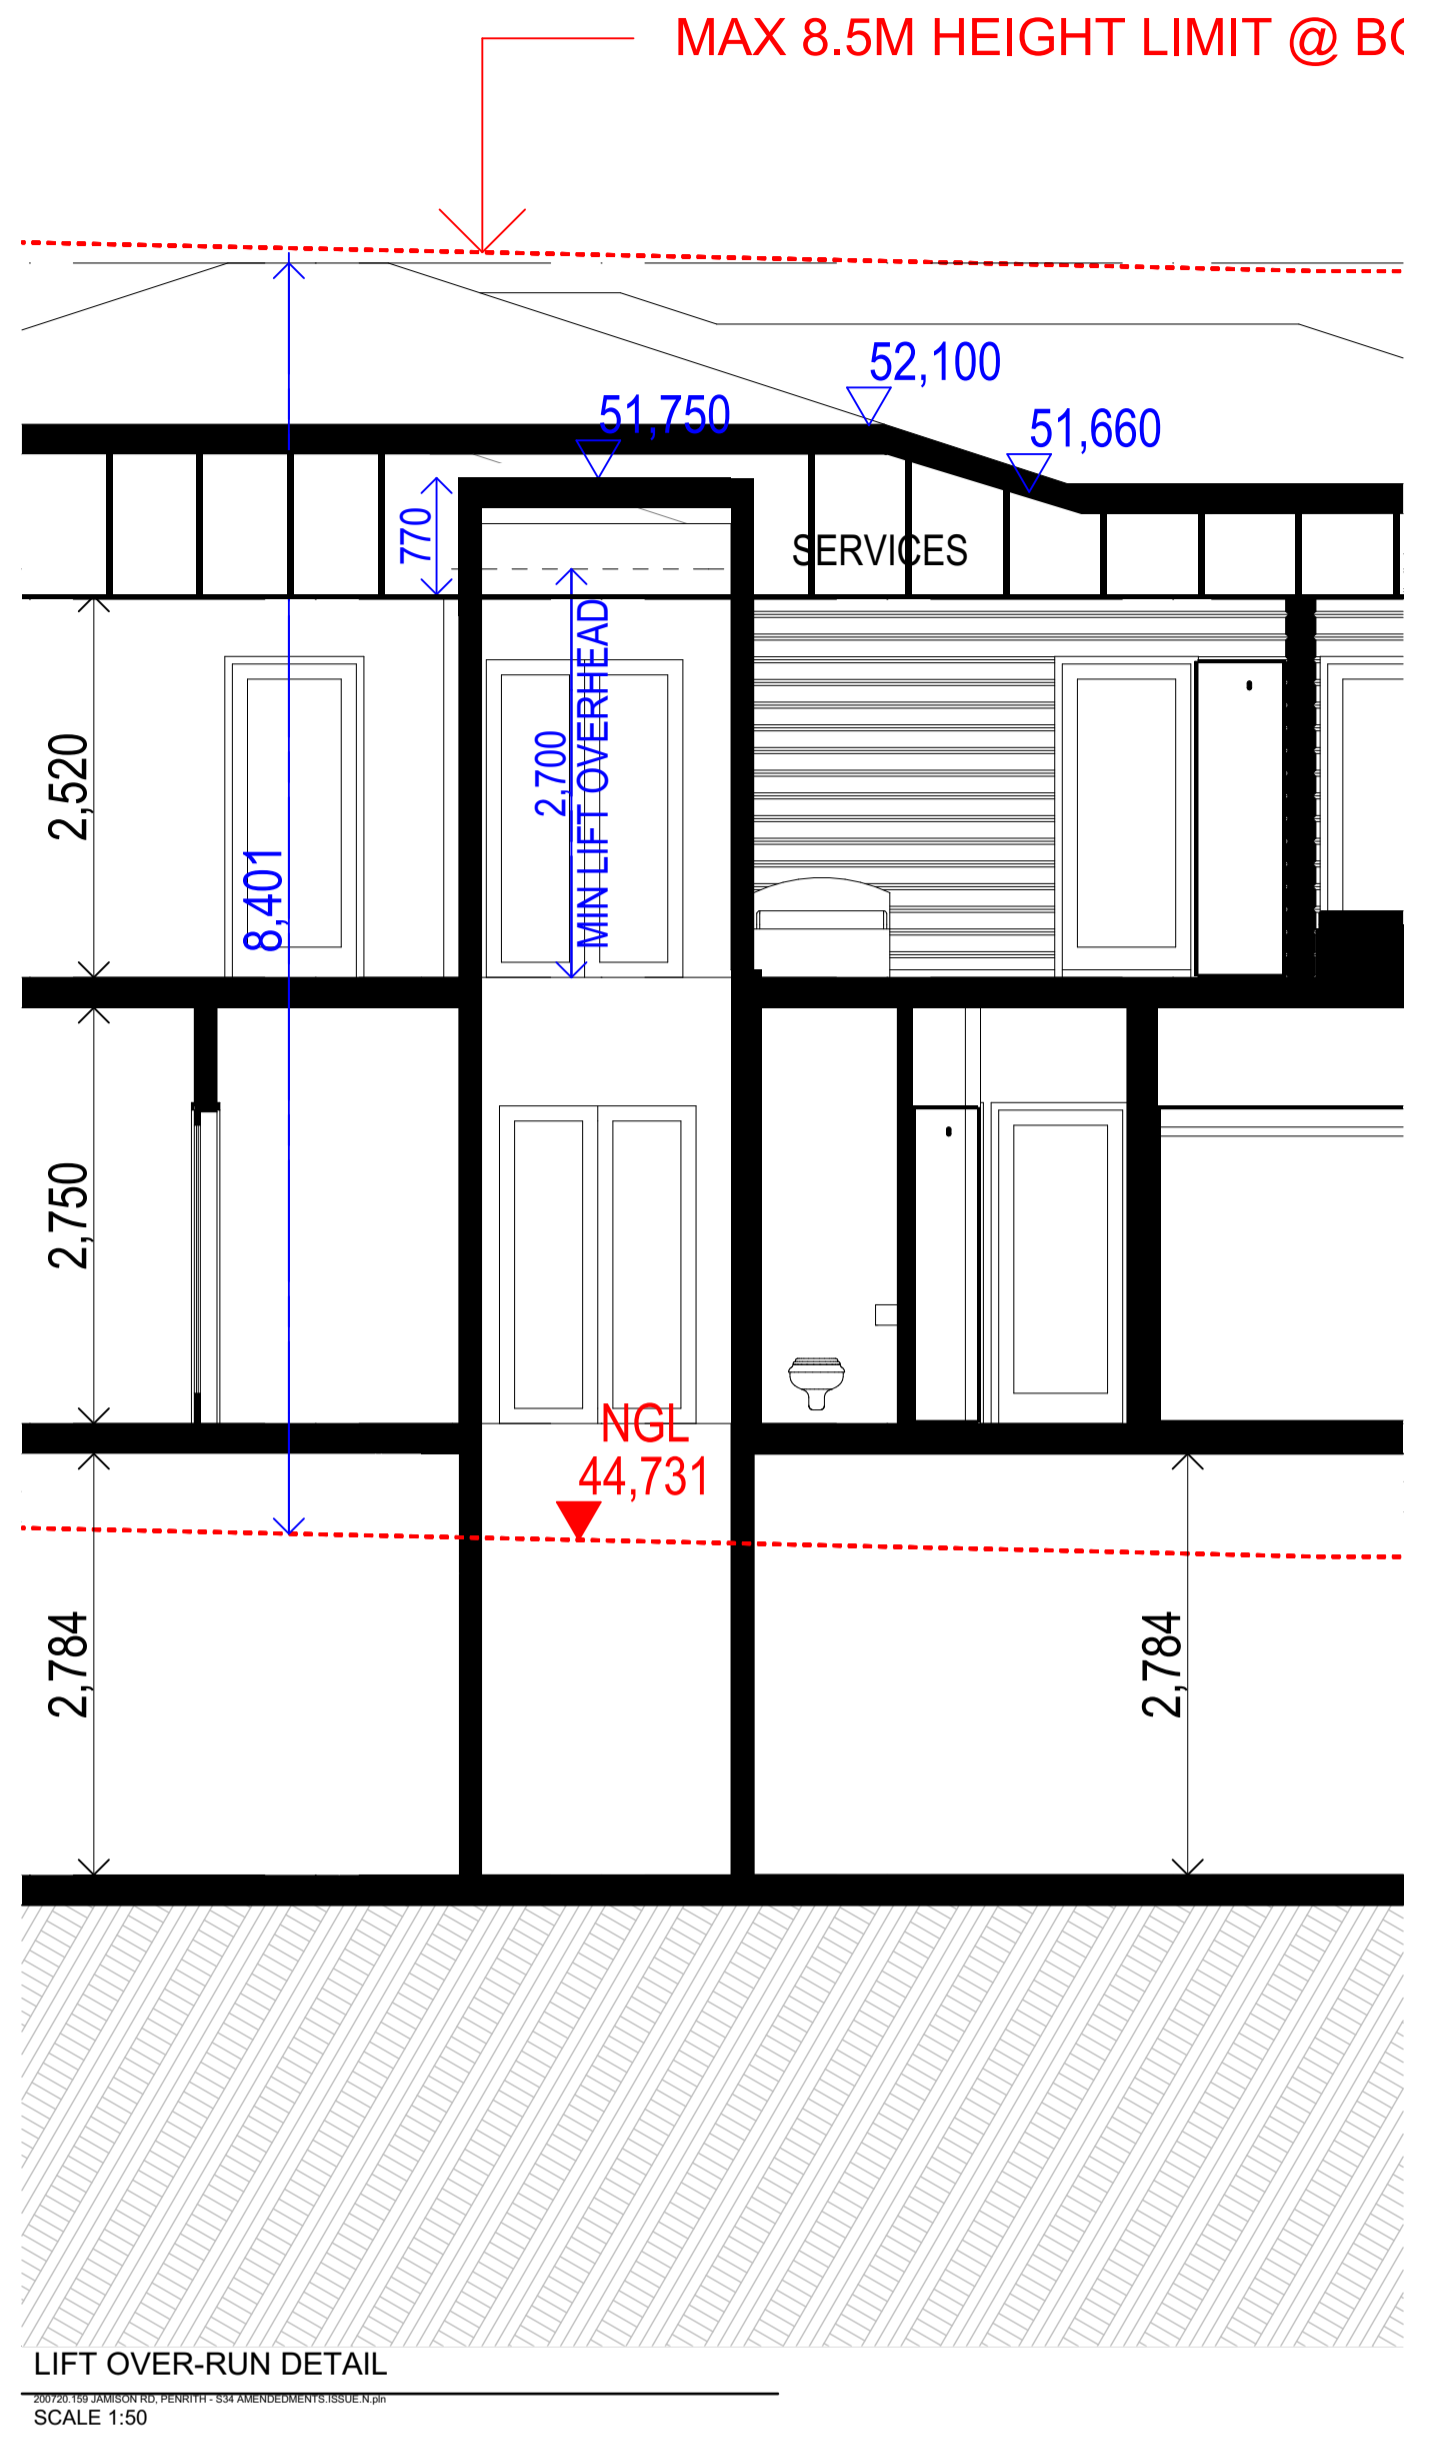 MAX 8.5M HEIGHT LIMIT @
52,100
51,750
51,660
770
SERVICES
2,520
8,401
2,700
MIN LIFT OVERHEAD
2,750
NGL
44,731
2,784
2,784
LIFT OVER-RUN DETAIL
200720.159 JAMISON RD, PENRITH - S34 AMENDEDMENTS.ISSUE.N.pln
SCALE 1:50